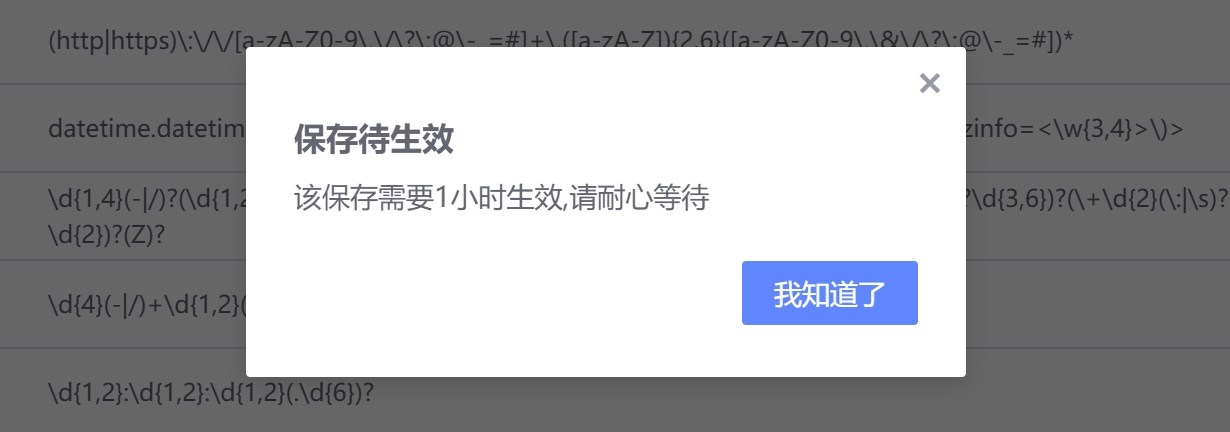 (http|https)\:\/\/[a-zA-Z0-9\.\/\?\:@\-_=#]+\.([a-zA-Z]){2,6}([a-zA-Z0-9\.\&\/\?\:@\-_=#])*
保存待生效
datetime.datetim
zinfo=<\w{3,4}>\)>
该保存需要1小时生效,请耐心等待
\d{1,4}(-|/)?(\d{1,2
?\d{3,6})?(\+\d{2}(\:|\s)?
\d{2})?(Z)?
我知道了
\d{4}(-|/)+\d{1,2}(
\d{1,2}:\d{1,2}:\d{1,2}(.\d{6})?